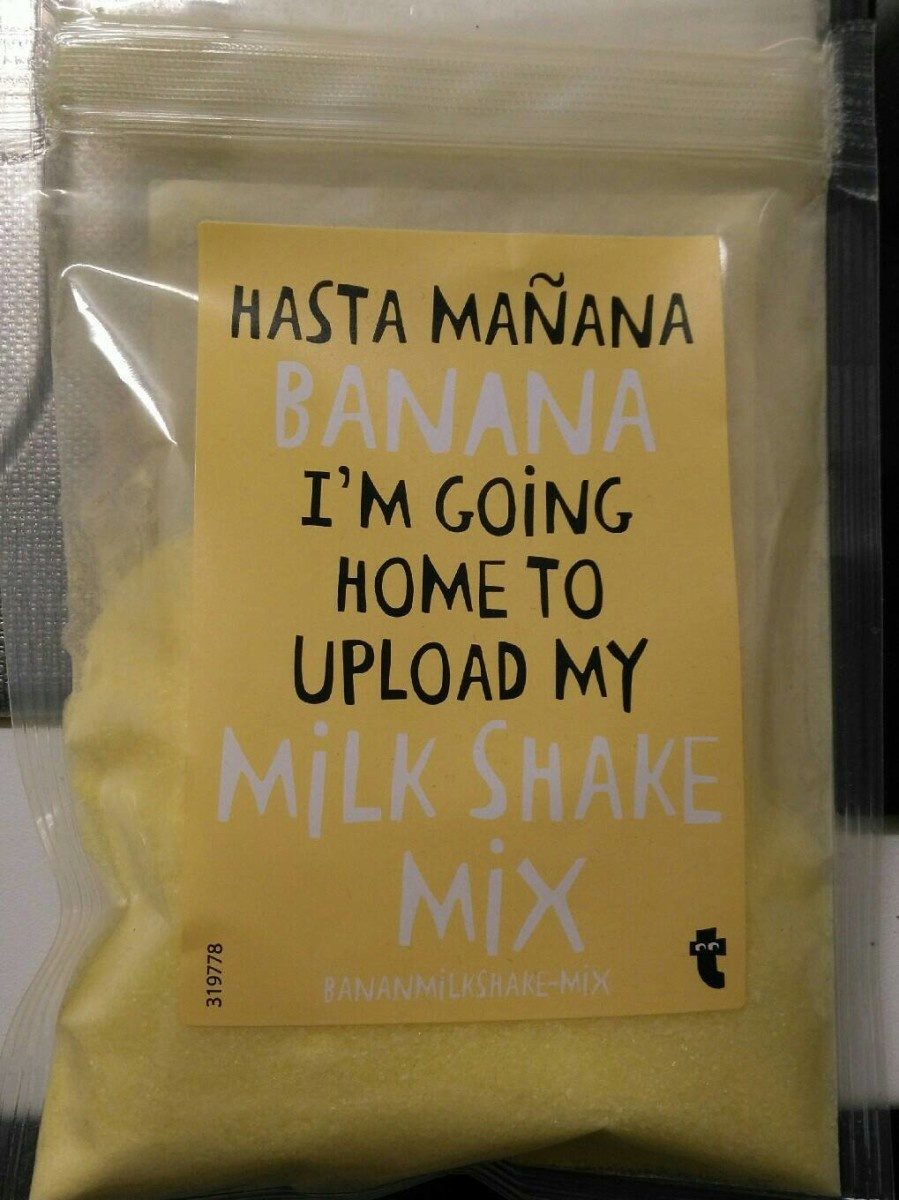 HASTA MAÑANA
BANANA
I'M GOING
HOME TO
UPLOAD MY
MILK SHAKE
MIX
BANANMILKSHAKE-MIX
319778